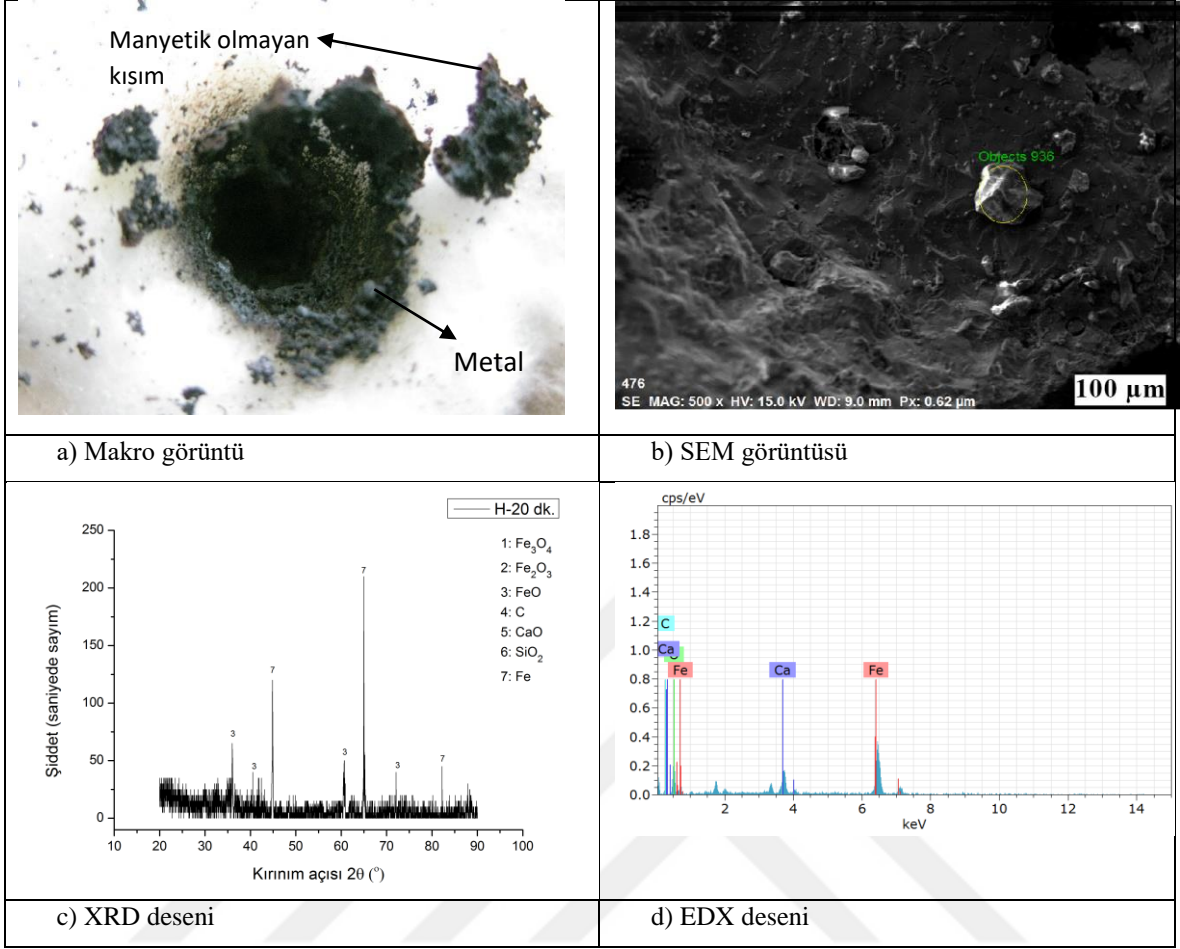 Manyetik olmayan
kısım
Metal
Objects 936
476
SE MAG: 500 x HV: 15.0 kV WD: 9.0 mm Px: 0.62 µm
100 µm
a) Makro görüntü
b) SEM görüntüsü
H-20 dk.
1: Fe3O4
2: Fe2O3
3: FeO
4: C
5: CaO
6: SiO2
7: Fe
250
200
150
100
50
0
10 20 30 40 50 60 70 80 90 100
Şiddet (saniyede sayım)
Kırınım açısı 2θ (°)
3
3
7
3
7
3
7
cps/eV
1.8
1.6
1.4
1.2
1.0
0.8
0.6
0.4
0.2
0.0
C
Ca
Fe
Ca
Fe
2 4 6 8 10 12 14
keV
c) XRD deseni
d) EDX deseni